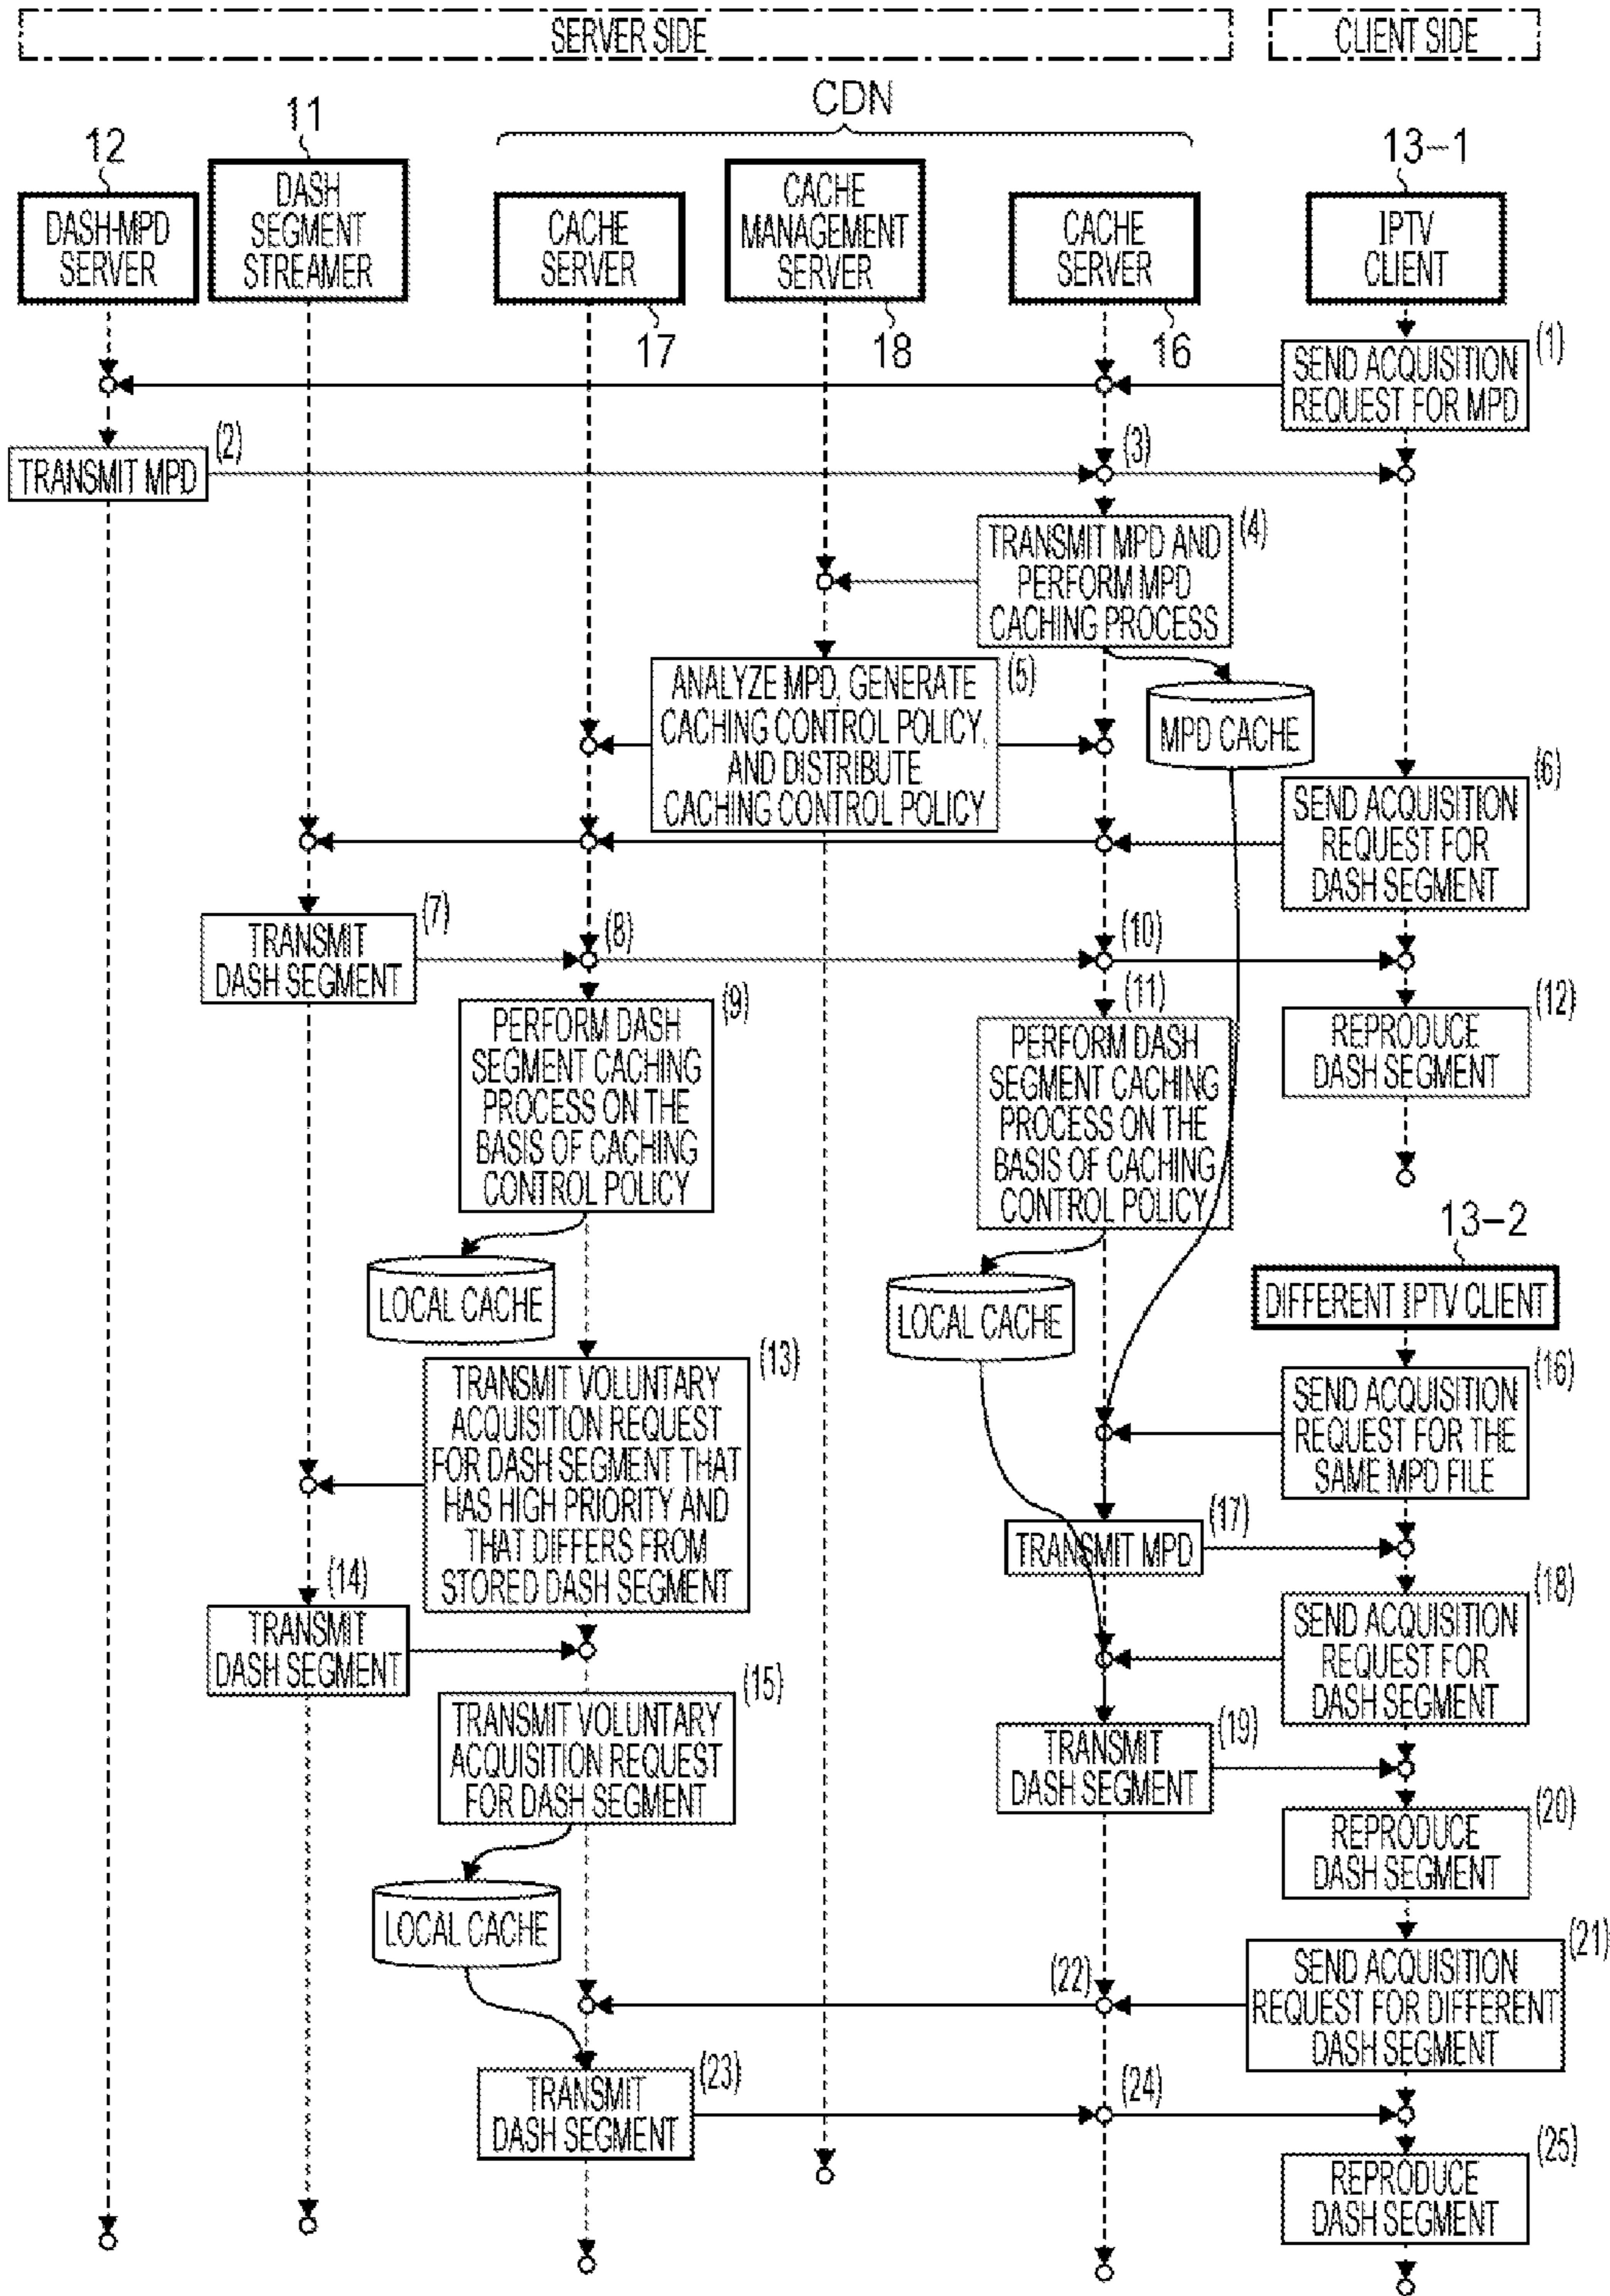 SERVER SIDE
CLIENT SIDE
CDN
12
11
13-1
DASH-MPD
SERVER
DASH
SEGMENT
STREAMER
CACHE
SERVER
CACHE
MANAGEMENT
SERVER
CACHE
SERVER
IPTV
CLIENT
17
18
16
(1)
SEND ACQUISITION
REQUEST FOR MPD
(2)
TRANSMIT MPD
(3)
(4)
TRANSMIT MPD AND
PERFORM MPD
CACHING PROCESS
(5)
ANALYZE MPD, GENERATE
CACHING CONTROL POLICY,
AND DISTRIBUTE
CACHING CONTROL POLICY
MPD CACHE
(6)
SEND ACQUISITION
REQUEST FOR
DASH SEGMENT
(7)
TRANSMIT
DASH SEGMENT
(8)
(10)
(9)
PERFORM DASH
SEGMENT CACHING
PROCESS ON THE
BASIS OF CACHING
CONTROL POLICY
(11)
PERFORM DASH
SEGMENT CACHING
PROCESS ON THE
BASIS OF CACHING
CONTROL POLICY
(12)
REPRODUCE
DASH SEGMENT
13-2
LOCAL CACHE
LOCAL CACHE
DIFFERENT IPTV CLIENT
(13)
TRANSMIT VOLUNTARY
ACQUISITION REQUEST
FOR DASH SEGMENT THAT
HAS HIGH PRIORITY AND
THAT DIFFERS FROM
STORED DASH SEGMENT
(16)
SEND ACQUISITION
REQUEST FOR THE
SAME MPD FILE
(17)
TRANSMIT MPD
(14)
TRANSMIT
DASH SEGMENT
(18)
SEND ACQUISITION
REQUEST FOR
DASH SEGMENT
(15)
TRANSMIT VOLUNTARY
ACQUISITION REQUEST
FOR DASH SEGMENT
(19)
TRANSMIT
DASH SEGMENT
(20)
REPRODUCE
DASH SEGMENT
LOCAL CACHE
(21)
SEND ACQUISITION
REQUEST FOR DIFFERENT
DASH SEGMENT
(22)
(23)
TRANSMIT
DASH SEGMENT
(24)
(25)
REPRODUCE
DASH SEGMENT